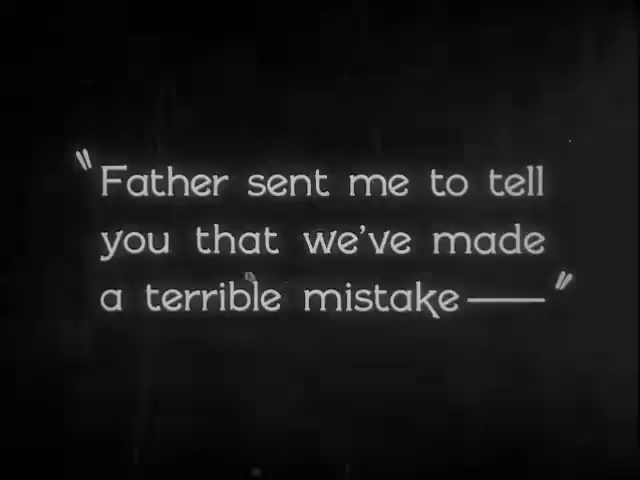 "Father sent me to tell
you that we've made
a terrible mistake——"